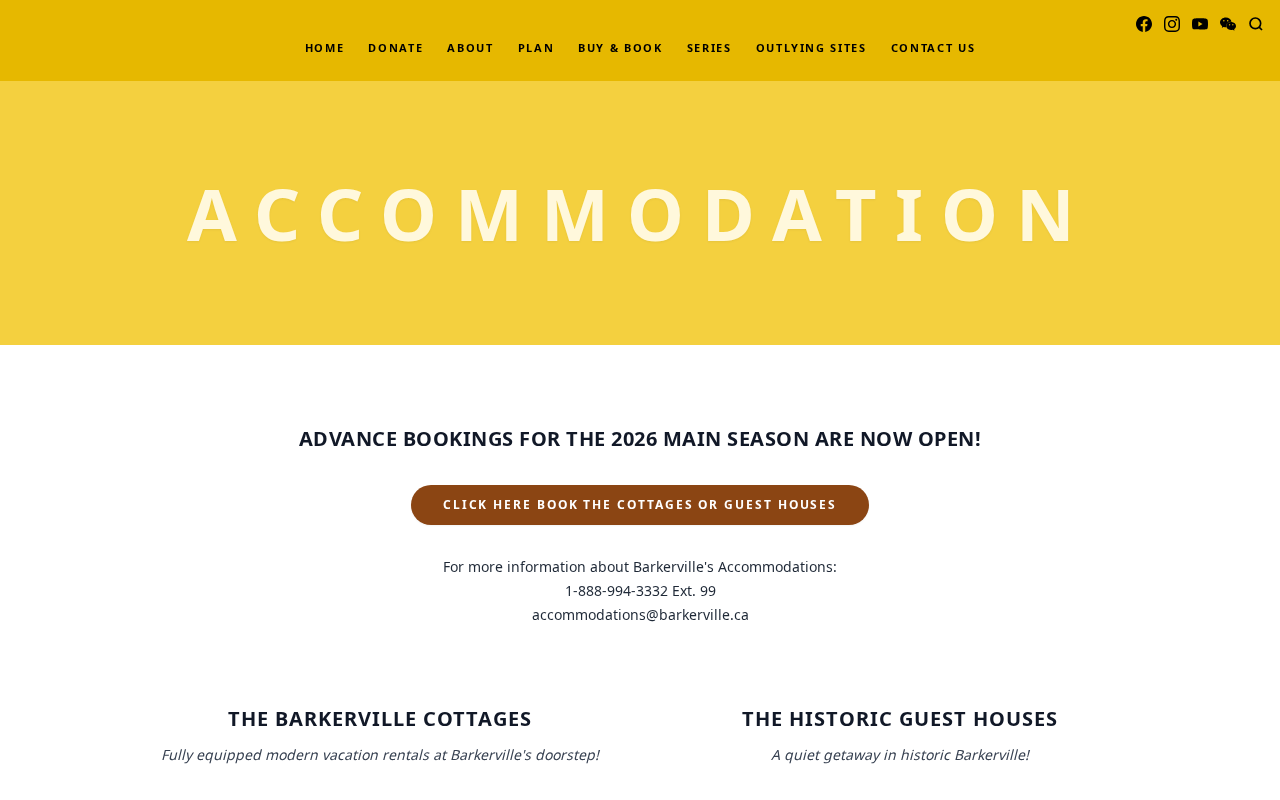 HOME DONATE ABOUT PLAN BUY & BOOK SERIES OUTLYING SITES CONTACT US
ACCOMMODATION
ADVANCE BOOKINGS FOR THE 2026 MAIN SEASON ARE NOW OPEN!
CLICK HERE BOOK THE COTTAGES OR GUEST HOUSES
For more information about Barkerville's Accommodations:
1-888-994-3332 Ext. 99
accommodations@barkerville.ca
THE BARKERVILLE COTTAGES
Fully equipped modern vacation rentals at Barkerville's doorstep!
THE HISTORIC GUEST HOUSES
A quiet getaway in historic Barkerville!